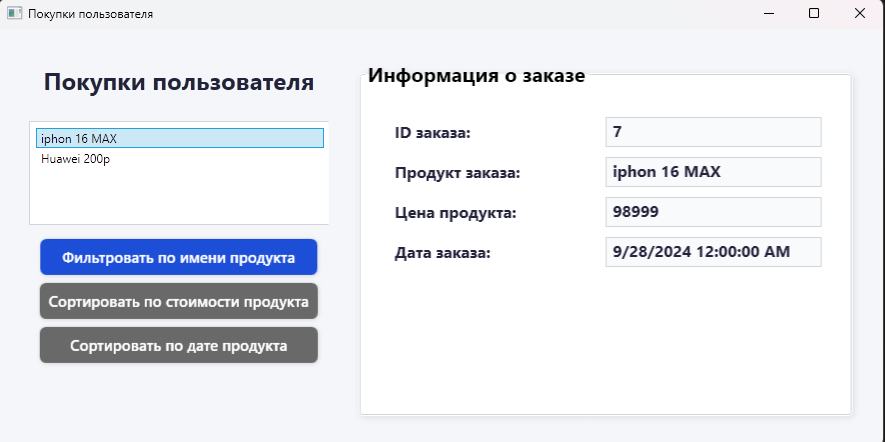 Покупки пользователя
Покупки пользователя
iphon 16 MAX
Huawei 200p
Фильтровать по имени продукта
Сортировать по стоимости продукта
Сортировать по дате продукта
Информация о заказе
ID заказа: 7
Продукт заказа: iphon 16 MAX
Цена продукта: 98999
Дата заказа: 9/28/2024 12:00:00 AM